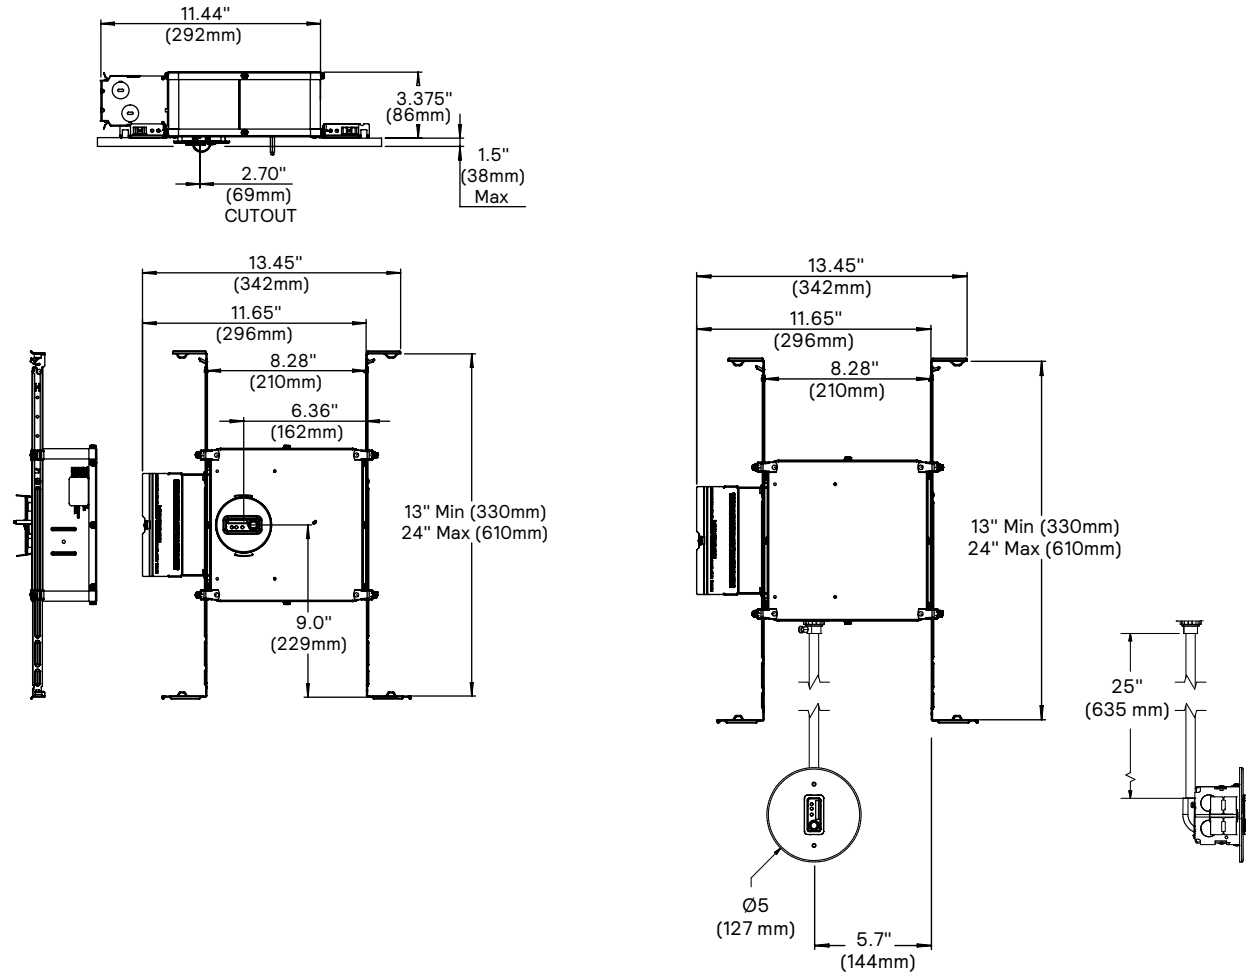 11.44"
(292mm)
3.375"
(86mm)
1.5"
(38mm)
Max
2.70"
(69mm)
CUTOUT
13.45"
(342mm)
11.65"
(296mm)
8.28"
(210mm)
6.36"
(162mm)
13" Min (330mm)
24" Max (610mm)
9.0"
(229mm)
13.45"
(342mm)
11.65"
(296mm)
8.28"
(210mm)
13" Min (330mm)
24" Max (610mm)
25"
(635 mm)
Ø5
(127 mm)
5.7"
(144mm)